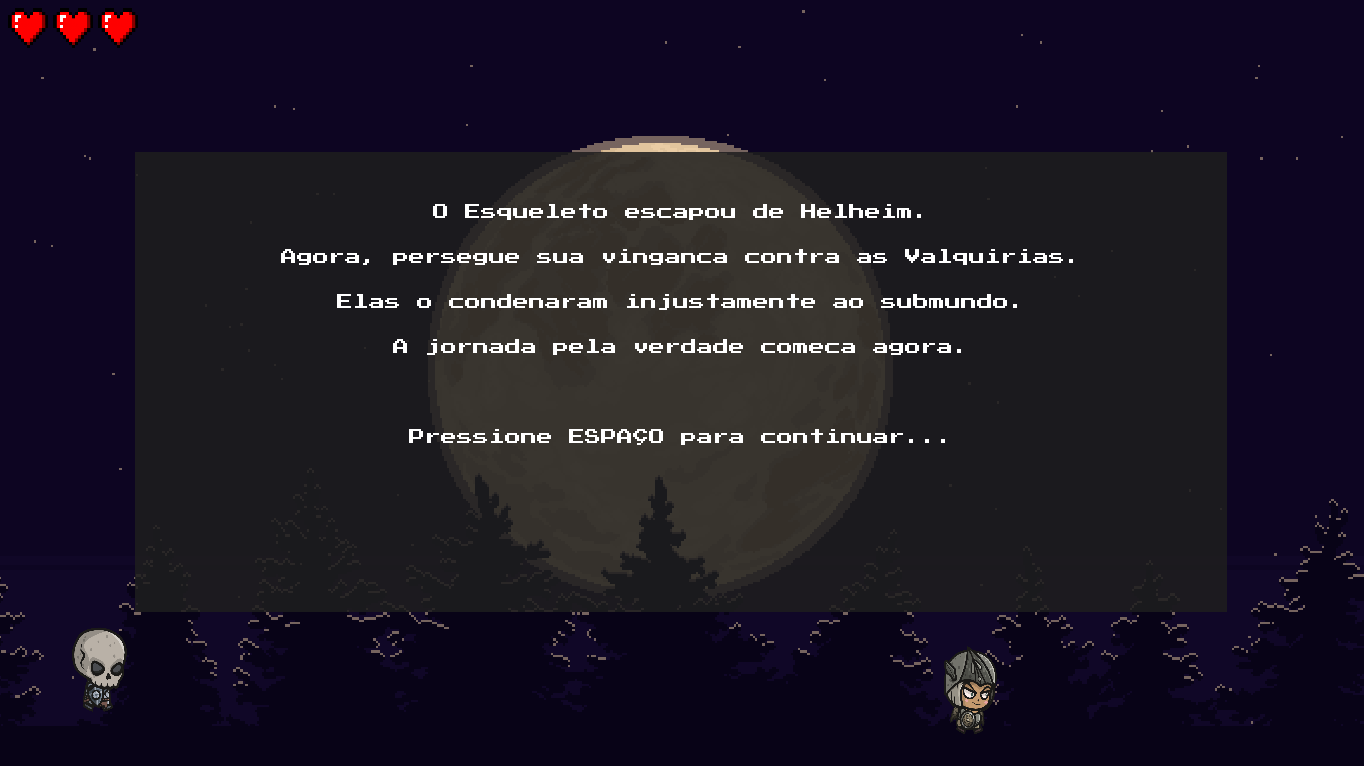 O Esqueleto escapou de Helheim.
Agora, persegue sua vinganca contra as Valquirias.
Elas o condenaram injustamente ao submundo.
A jornada pela verdade comeca agora.
Pressione ESPAÇO para continuar...